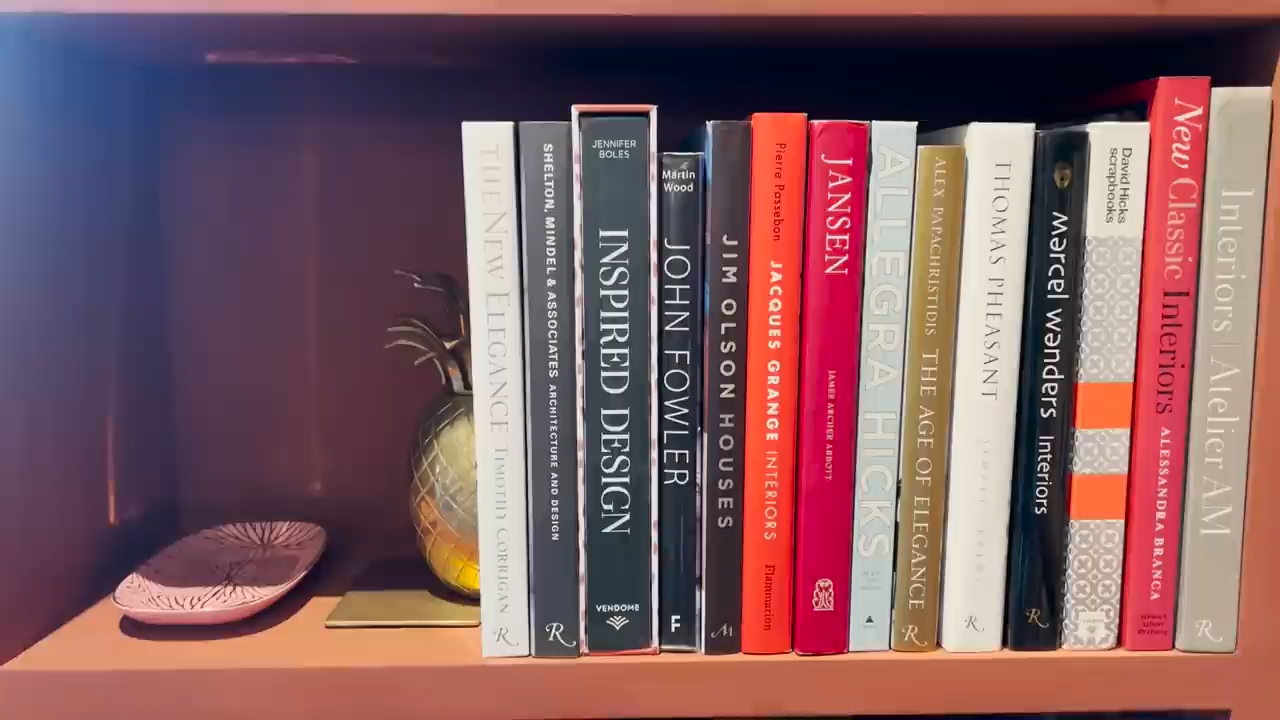 THE NEW ELEGANCE TIMOTHY CORRIGAN
R
SHELTON, MINDEL & ASSOCIATES ARCHITECTURE AND DESIGN
R
JENNIFER
BOLES
INSPIRED DESIGN
VENDOME
Martin
Wood
JOHN FOWLER
JIM OLSON HOUSES
Pierre Passebon
JACQUES GRANGE INTERIORS
Flammarion
JANSEN
JAMES ARCHER ABBOTT
ALLEGRA HICKS
ALEX PAPACHRISTIDIS THE AGE OF ELEGANCE
R
THOMAS PHEASANT
R
marcel wanders Interiors
R
David Hicks
scrapbooks
New Classic Interiors ALESSANDRA BRANCA
Interiors | Atelier AM
R